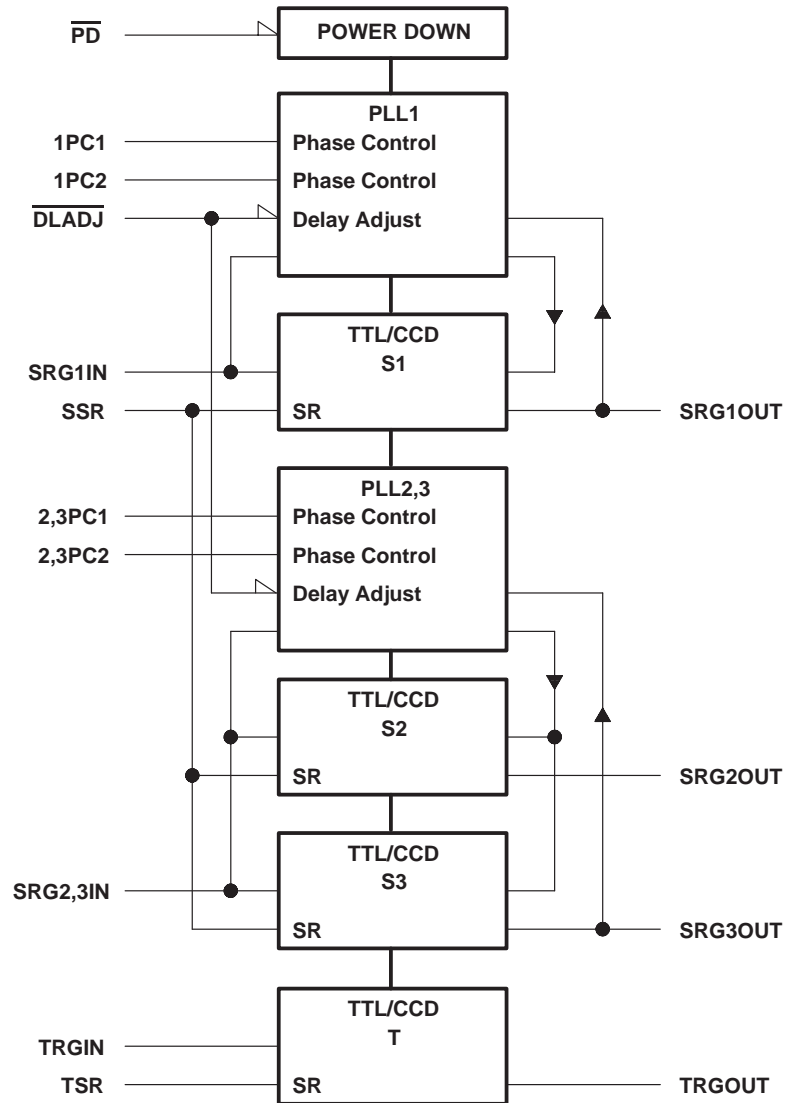 PD
POWER DOWN
PLL1
1PC1
Phase Control
1PC2
Phase Control
DLADJ
Delay Adjust
TTL/CCD
S1
SRG1IN
SSR
SR
SRG1OUT
PLL2,3
2,3PC1
Phase Control
2,3PC2
Phase Control
Delay Adjust
TTL/CCD
S2
SR
SRG2OUT
TTL/CCD
S3
SRG2,3IN
SR
SRG3OUT
TTL/CCD
T
TRGIN
TSR
SR
TRGOUT